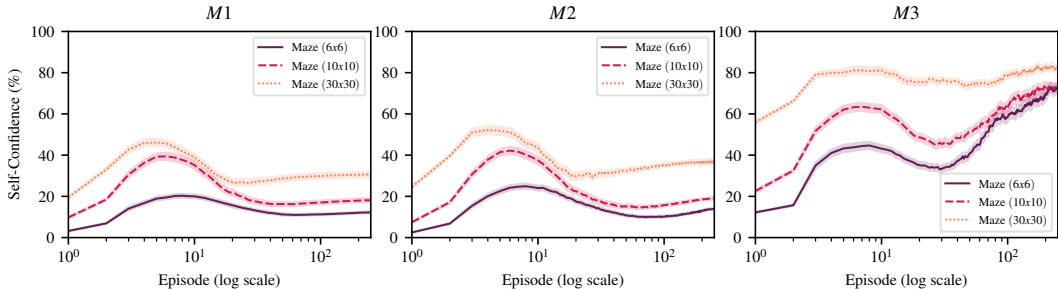 M1
M2
M3
Self-Confidence (%)
100
80
60
40
20
0
Maze (6x6)
Maze (10x10)
Maze (30x30)
10^0
10^1
10^2
Episode (log scale)
100
80
60
40
20
0
Maze (6x6)
Maze (10x10)
Maze (30x30)
10^0
10^1
10^2
Episode (log scale)
100
80
60
40
20
0
Maze (6x6)
Maze (10x10)
Maze (30x30)
10^0
10^1
10^2
Episode (log scale)